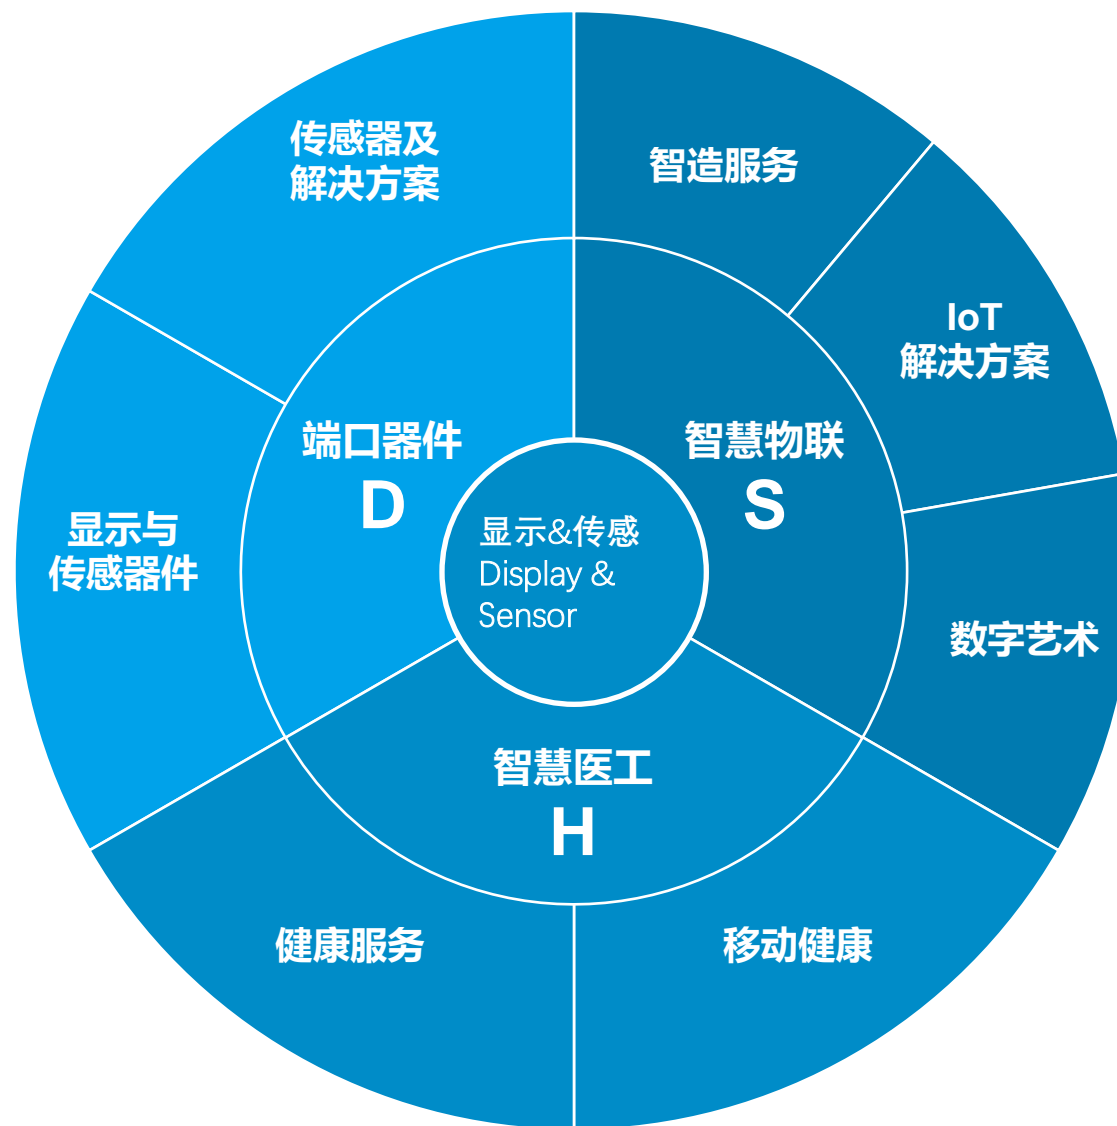 传感器及
解决方案
智造服务
IoT
解决方案
端口器件
D
智慧物联
S
显示与
传感器件
显示&传感
Display &
Sensor
数字艺术
智慧医工
H
健康服务
移动健康